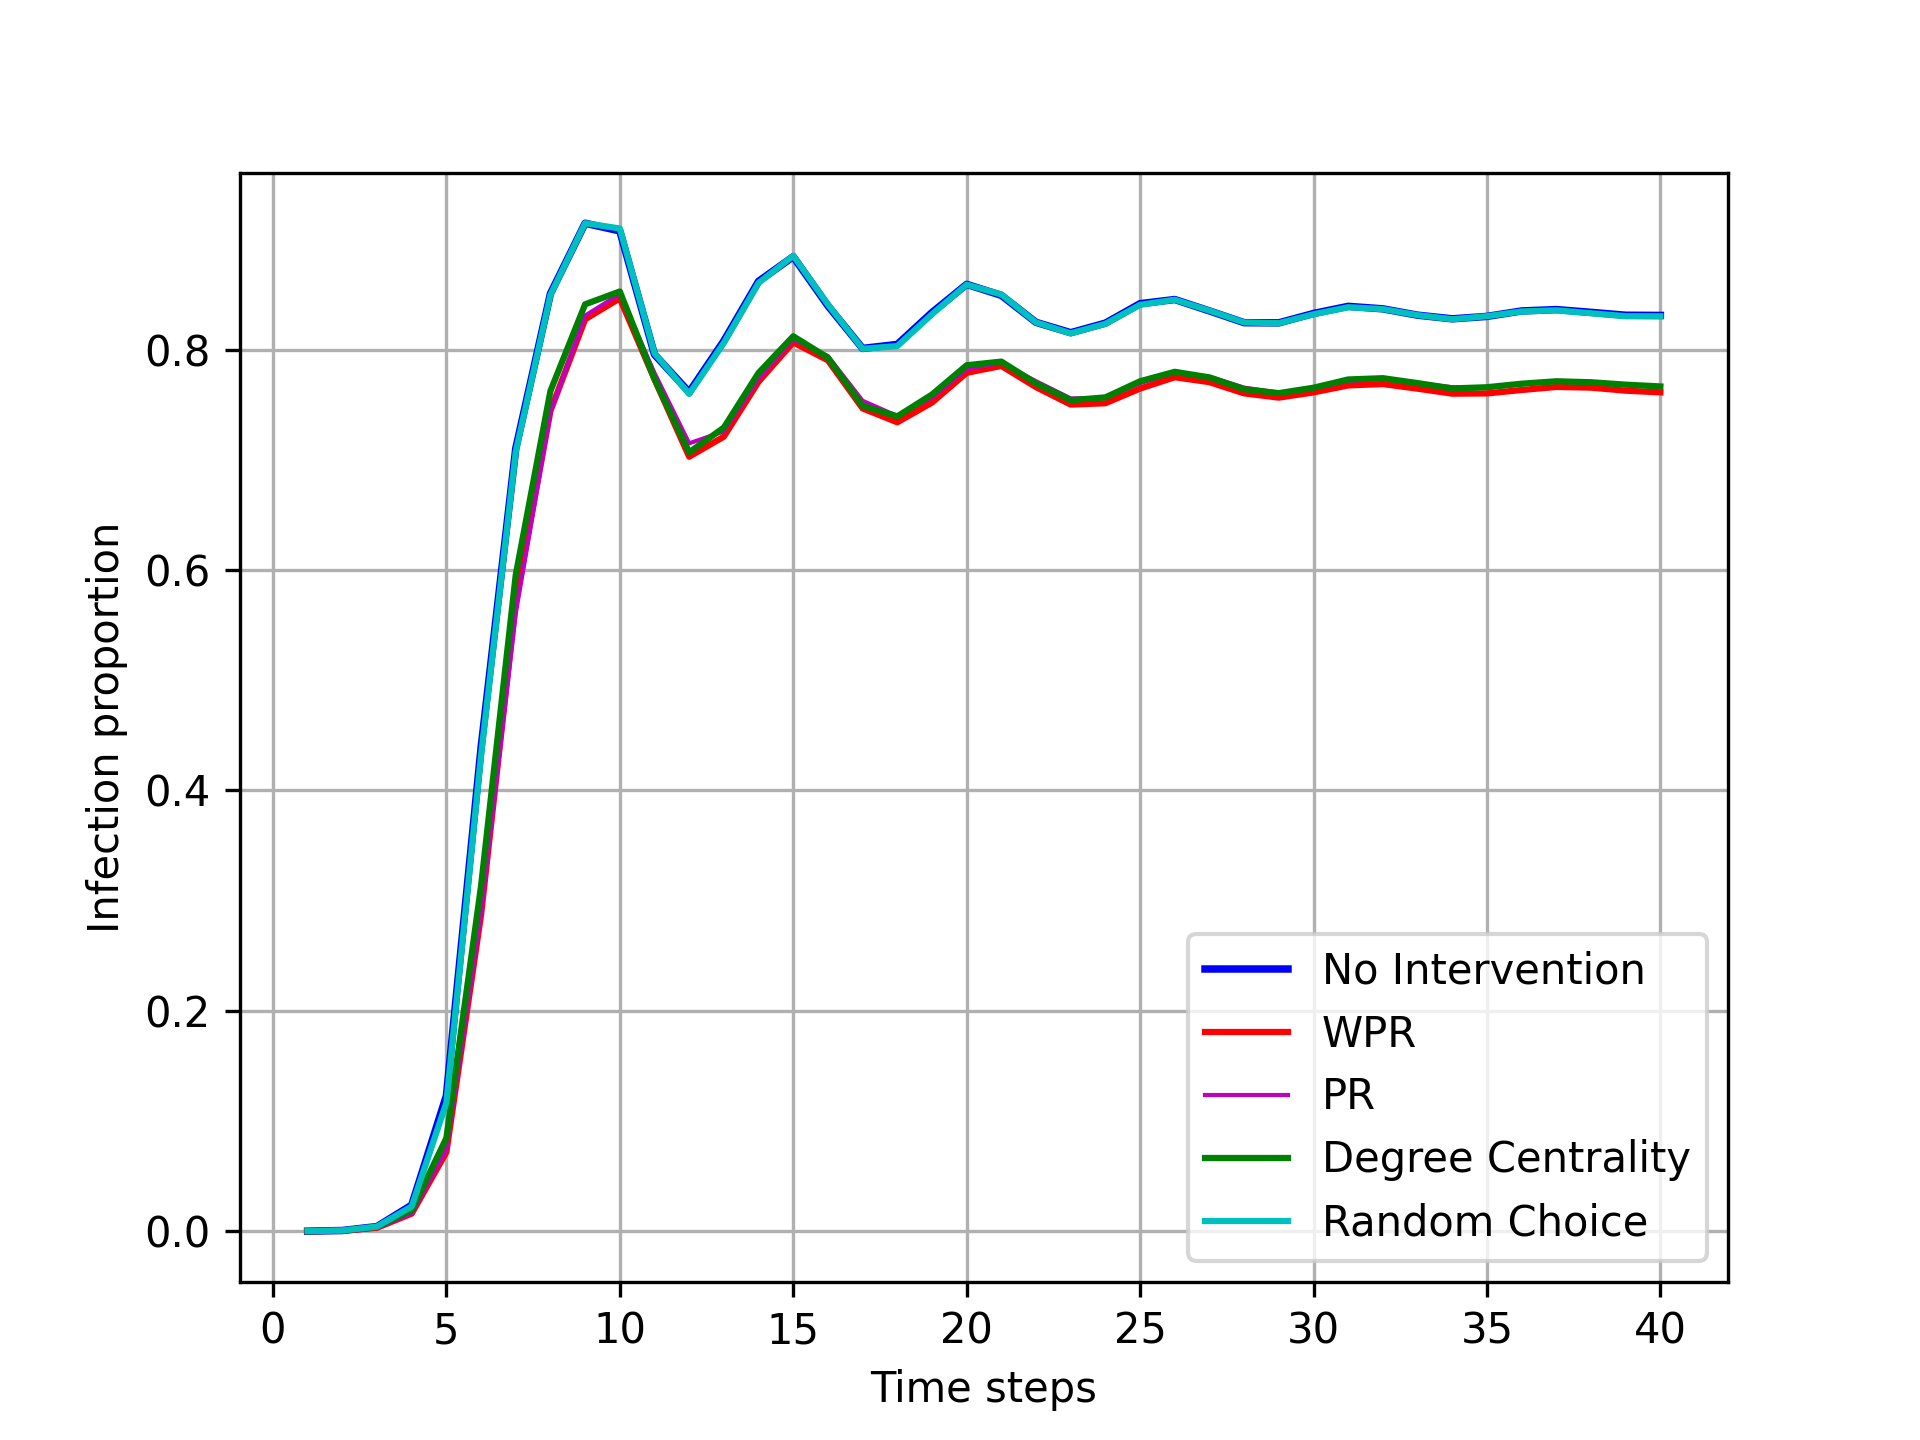 0.8
0.6
0.4
0.2
0.0
Infection proportion
0 5 10 15 20 25 30 35 40
Time steps
No Intervention
WPR
PR
Degree Centrality
Random Choice